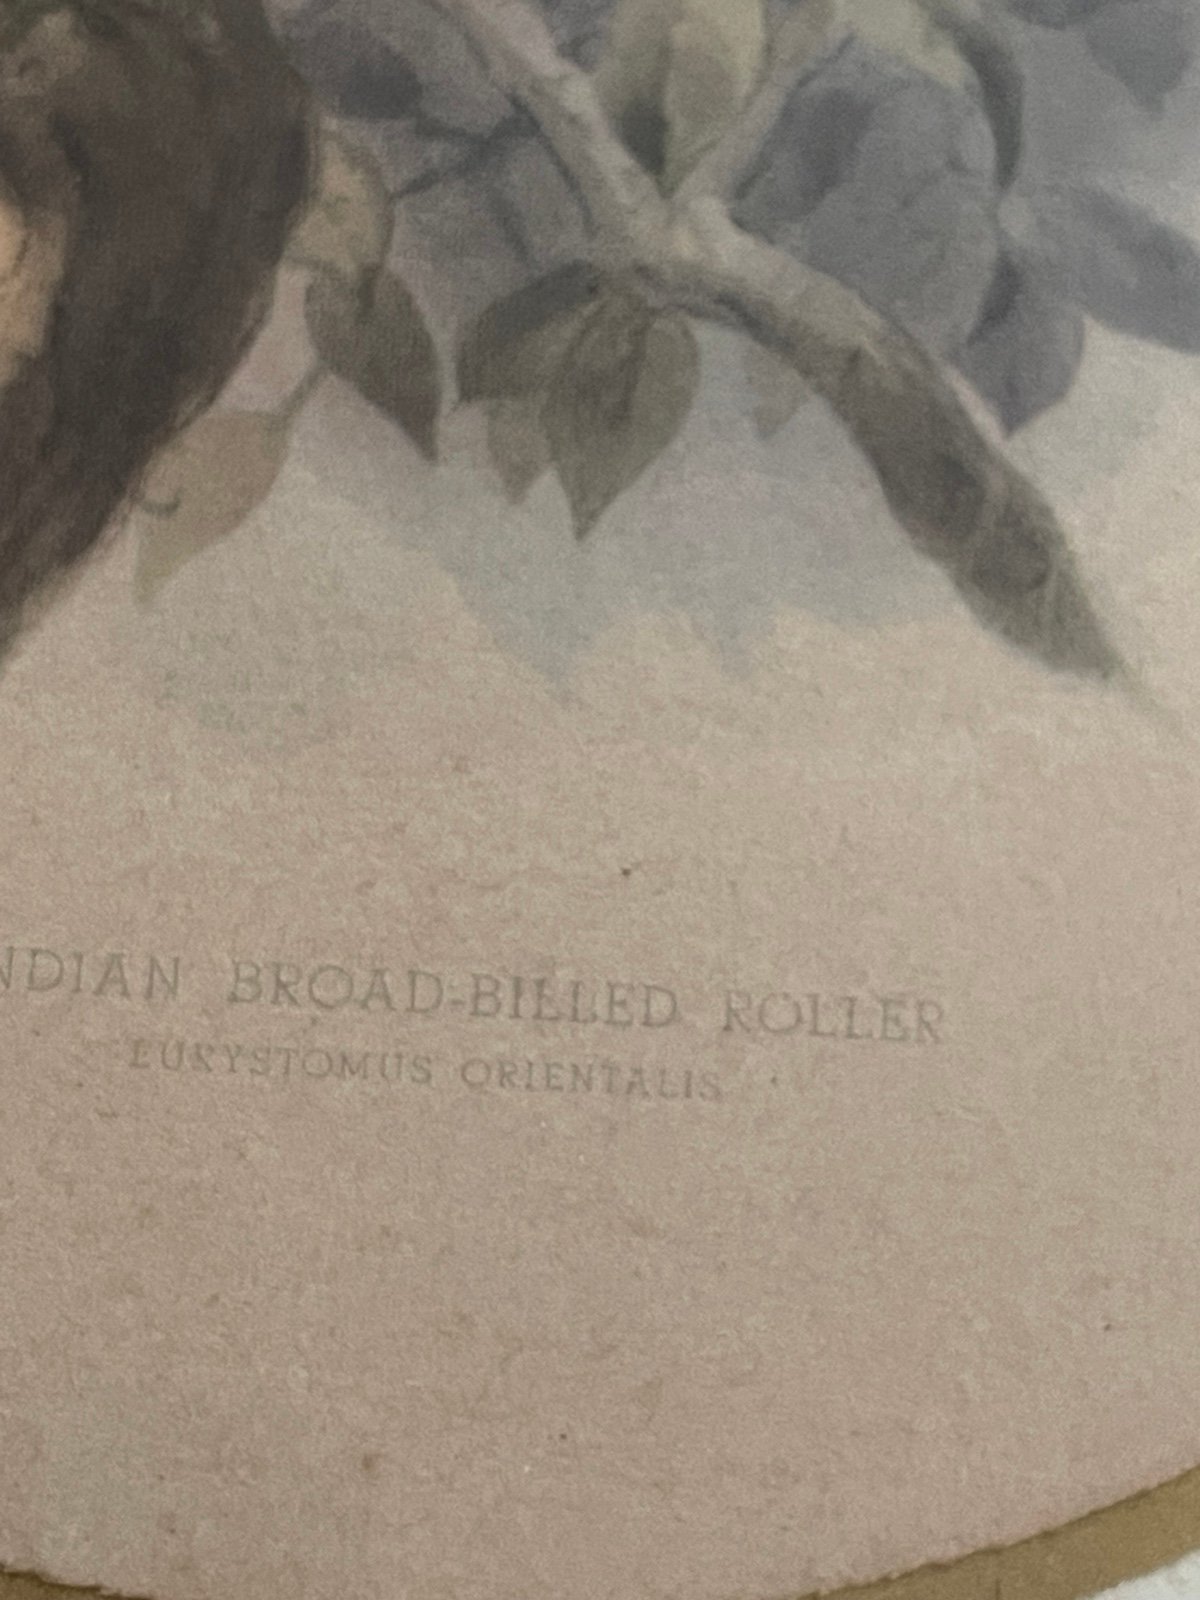 NDIAN BROAD-BILLED ROLLER
EURYSTOMUS ORIENTALIS